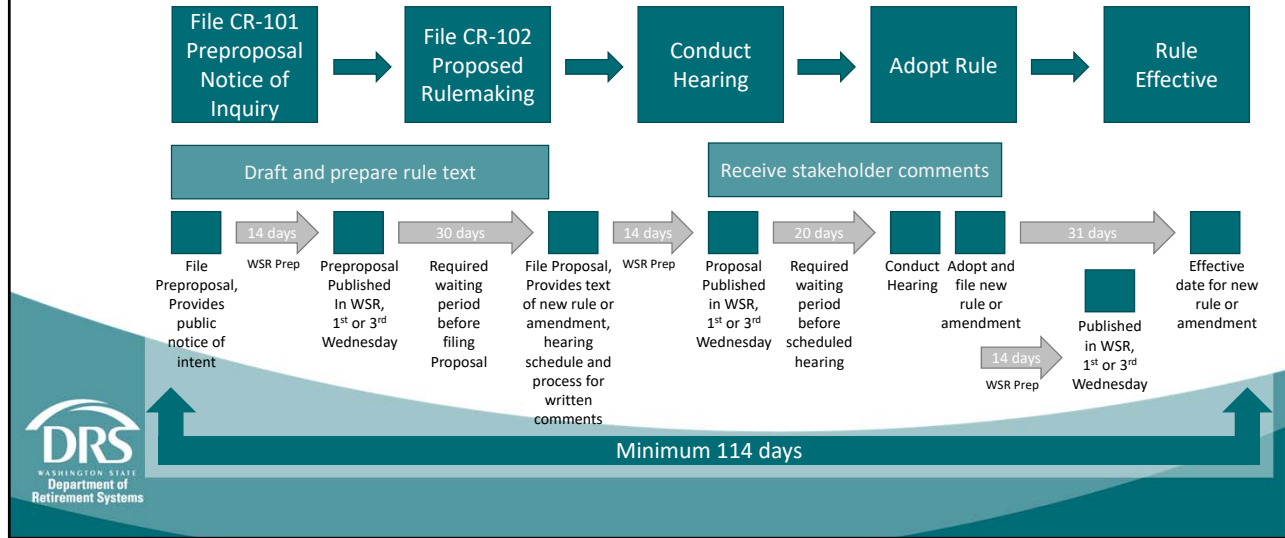 File CR-101
Preproposal
Notice of
Inquiry
File CR-102
Proposed
Rulemaking
Conduct
Hearing
Adopt Rule
Rule
Effective
Draft and prepare rule text
Receive stakeholder comments
14 days
WSR Prep
30 days
14 days
WSR Prep
20 days
31 days
File
Preproposal,
Provides
public
notice of
intent
Preproposal
Published
In WSR,
1st or 3rd
Wednesday
Required
waiting
period
before
filing
Proposal
File Proposal,
Provides text
of new rule or
amendment,
hearing
schedule and
process for
written
comments
Proposal
Published
in WSR,
1st or 3rd
Wednesday
Required
waiting
period
before
scheduled
hearing
Conduct
Hearing
Adopt and
file new
rule or
amendment
14 days
WSR Prep
Published
in WSR,
1st or 3rd
Wednesday
Effective
date for new
rule or
amendment
Minimum 114 days
DRS
WASHINGTON STATE
Department of
Retirement Systems